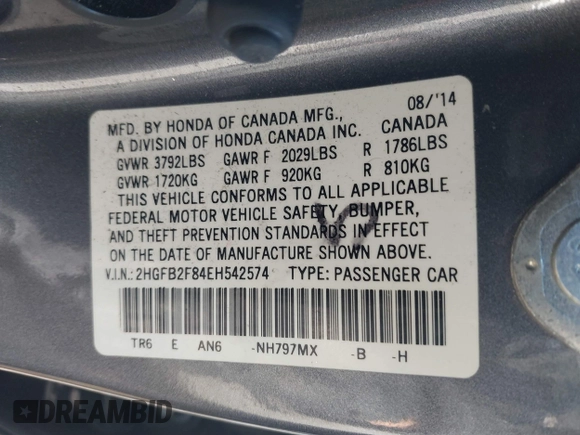 08/'14
MFD. BY HONDA OF CANADA MFG.,
A DIVISION OF HONDA CANADA INC. CANADA
GVWR 3792LBS GAWR F 2029LBS R 1786LBS
GVWR 1720KG GAWR F 920KG R 810KG
THIS VEHICLE CONFORMS TO ALL APPLICABLE
FEDERAL MOTOR VEHICLE SAFETY, BUMPER,
AND THEFT PREVENTION STANDARDS IN EFFECT
ON THE DATE OF MANUFACTURE SHOWN ABOVE.
V.I.N.: 2HGFB2F84EH542574 TYPE: PASSENGER CAR
TR6 E AN6 -NH797MX -B -H
DREAMBID